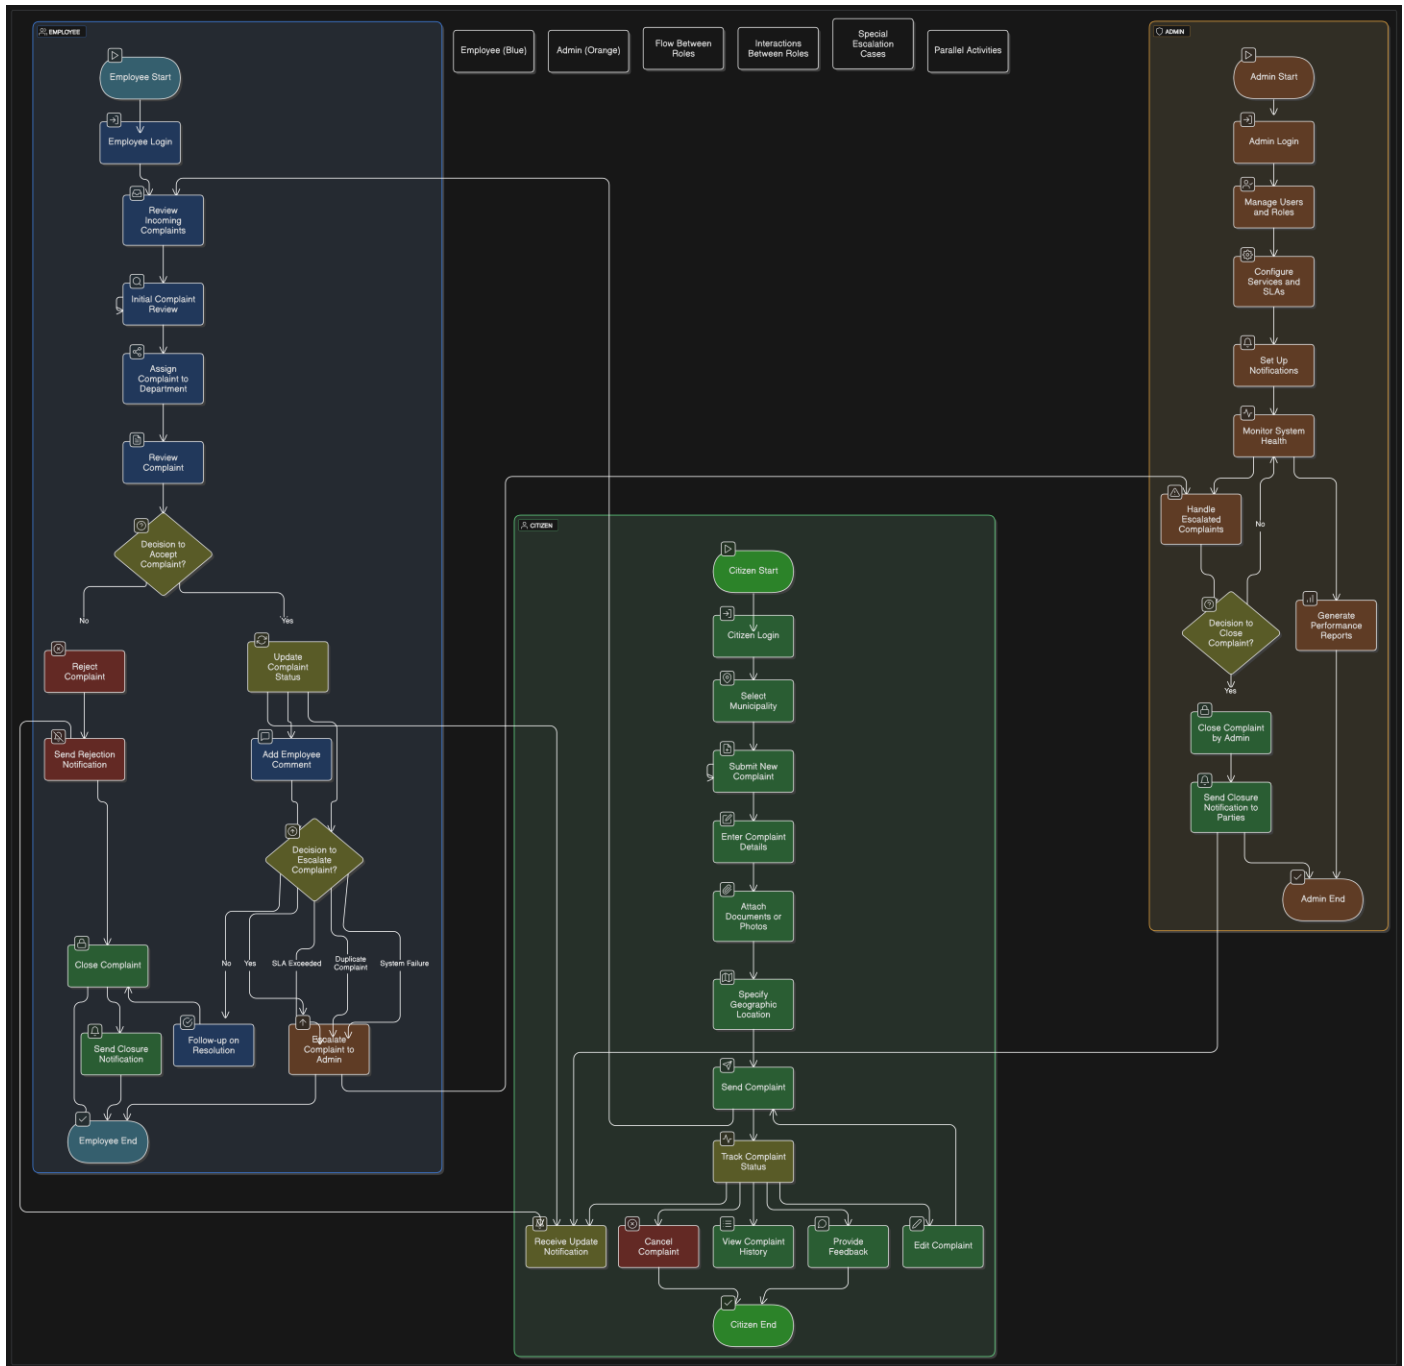 EMPLOYEE
Employee Start
Employee Login
Review
Incoming
Complaints
Initial Complaint
Review
Assign
Complaint to
Department
Review
Complaint
Decision to
Accept
Complaint?
No
Yes
Reject
Complaint
Update
Complaint
Status
Send Rejection
Notification
Add Employee
Comment
Decision to
Escalate
Complaint?
No
Yes
SLA Exceeded
Duplicate
Complaint
System Failure
Close Complaint
Send Closure
Notification
Follow-up on
Resolution
Escalate
Complaint to
Admin
Employee End
Employee (Blue)
Admin (Orange)
Flow Between
Roles
Interactions
Between Roles
Special
Escalation
Cases
Parallel Activities
CITIZEN
Citizen Start
Citizen Login
Select
Municipality
Submit New
Complaint
Enter Complaint
Details
Attach
Documents or
Photos
Specify
Geographic
Location
Send Complaint
Track Complaint
Status
Receive Update
Notification
Cancel
Complaint
View Complaint
History
Provide
Feedback
Edit Complaint
Citizen End
ADMIN
Admin Start
Admin Login
Manage Users
and Roles
Configure
Services and
SLAs
Set Up
Notifications
Monitor System
Health
Handle
Escalated
Complaints
No
Decision to
Close
Complaint?
Yes
Generate
Performance
Reports
Close Complaint
by Admin
Send Closure
Notification to
Parties
Admin End